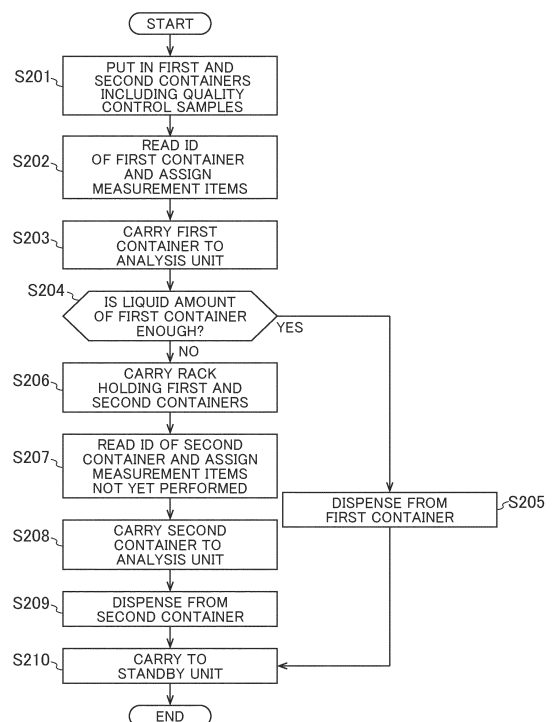 START
S201
PUT IN FIRST AND
SECOND CONTAINERS
INCLUDING QUALITY
CONTROL SAMPLES
S202
READ ID
OF FIRST CONTAINER
AND ASSIGN
MEASUREMENT ITEMS
S203
CARRY FIRST
CONTAINER TO
ANALYSIS UNIT
S204
IS LIQUID AMOUNT
OF FIRST CONTAINER
ENOUGH?
YES
NO
S206
CARRY RACK
HOLDING FIRST AND
SECOND CONTAINERS
S207
READ ID OF SECOND
CONTAINER AND ASSIGN
MEASUREMENT ITEMS
NOT YET PERFORMED
DISPENSE FROM
FIRST CONTAINER
S205
S208
CARRY SECOND
CONTAINER TO
ANALYSIS UNIT
S209
DISPENSE FROM
SECOND CONTAINER
S210
CARRY TO
STANDBY UNIT
END